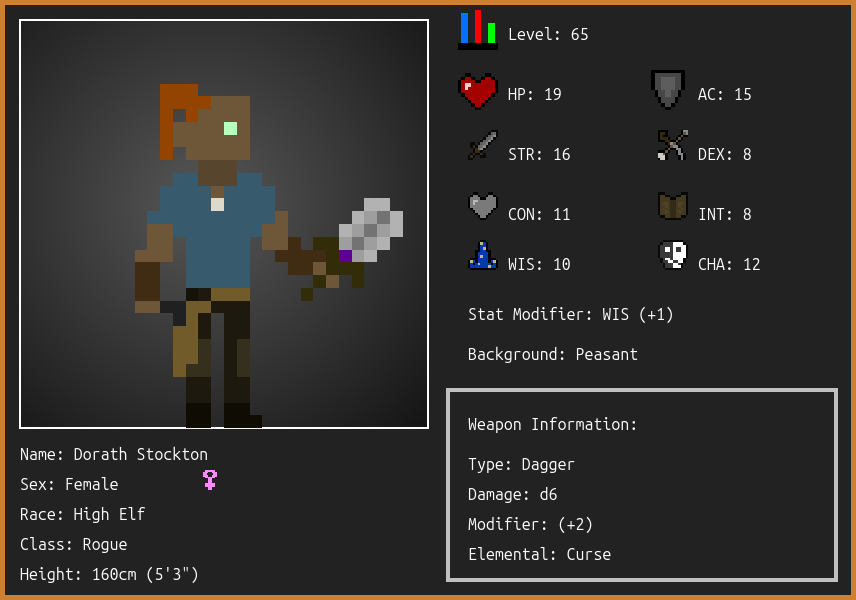 Level: 65
HP: 19
AC: 15
STR: 16
DEX: 8
CON: 11
INT: 8
WIS: 10
CHA: 12
Stat Modifier: WIS (+1)
Background: Peasant
Weapon Information:
Type: Dagger
Damage: d6
Modifier: (+2)
Elemental: Curse
Name: Dorath Stockton
Sex: Female
Race: High Elf
Class: Rogue
Height: 160cm (5'3")